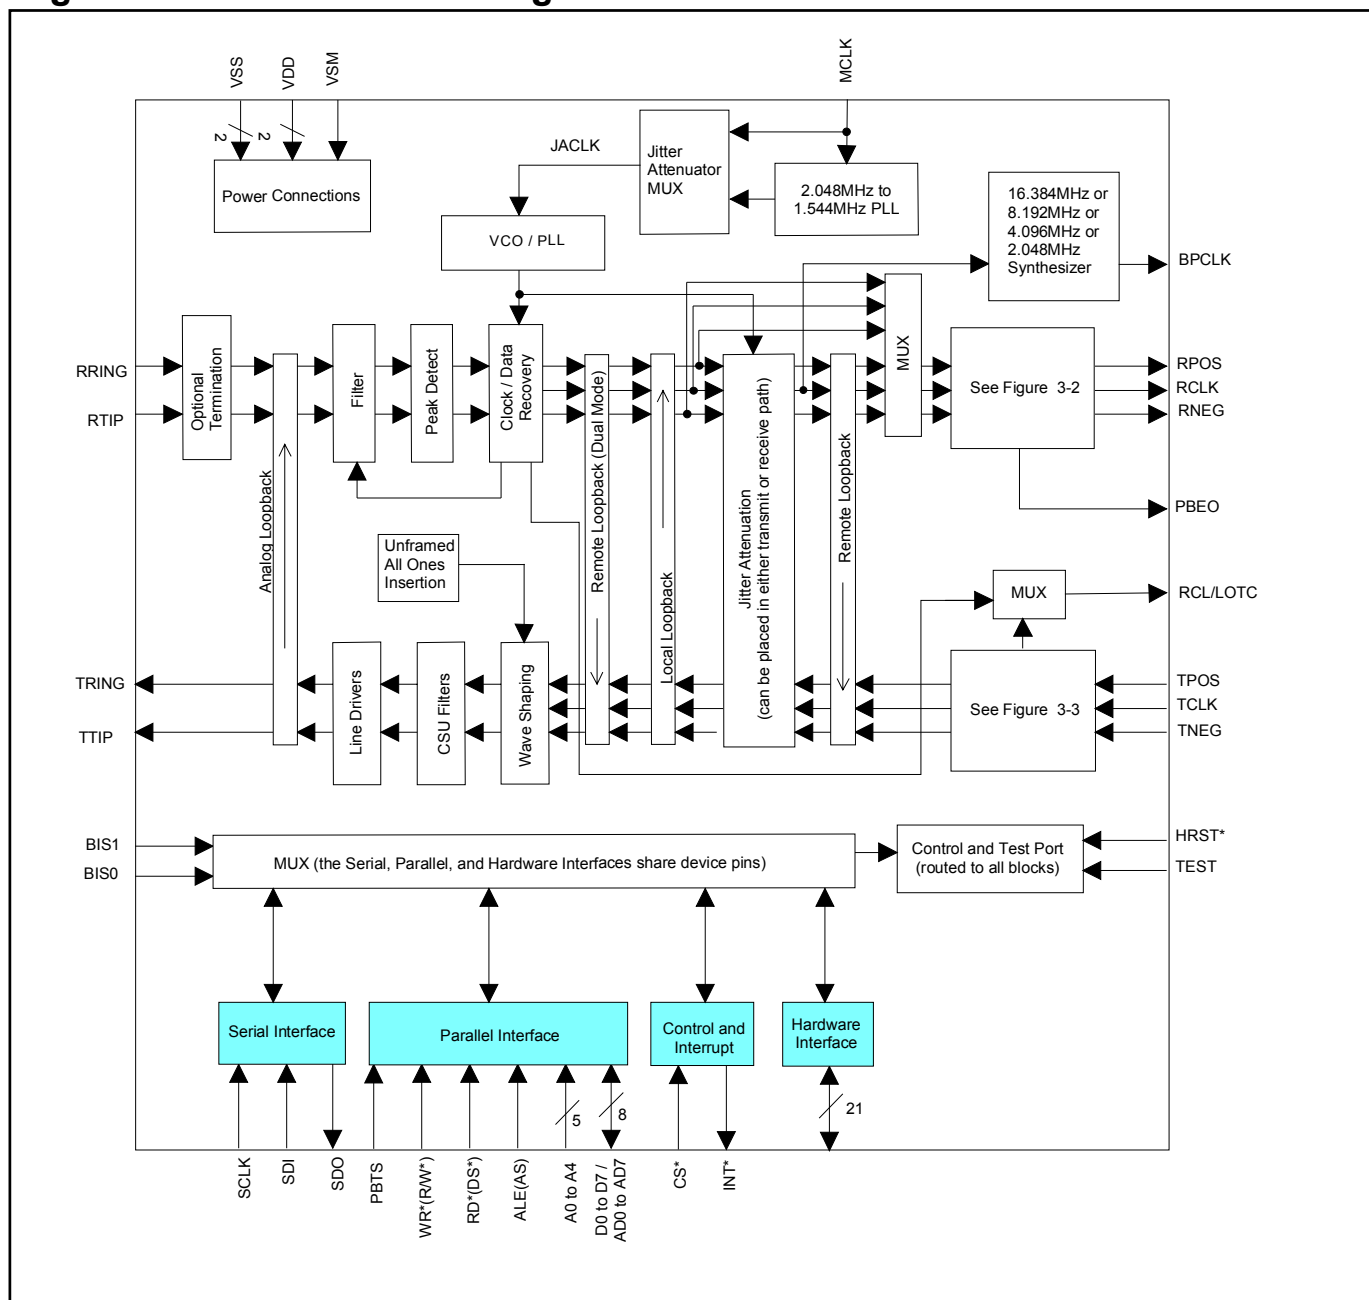 VSS
VDD
VSM
MCLK
2
2
Power Connections
JACLK
Jitter
Attenuator
MUX
2.048MHz to
1.544MHz PLL
16.384MHz or
8.192MHz or
4.096MHz or
2.048MHz
Synthesizer
BPCLK
VCO / PLL
RRING
RTIP
Optional
Termination
Analog Loopback
Filter
Peak Detect
Clock / Data
Recovery
Remote Loopback (Dual Mode)
Local Loopback
Jitter Attenuation
(can be placed in either transmit or receive path)
Remote Loopback
MUX
See Figure 3-2
RPOS
RCLK
RNEG
PBEO
Unframed
All Ones
Insertion
MUX
RCL/LOTC
TRING
TTIP
Line Drivers
CSU Filters
Wave Shaping
See Figure 3-3
TPOS
TCLK
TNEG
BIS1
BIS0
MUX (the Serial, Parallel, and Hardware Interfaces share device pins)
Control and Test Port
(routed to all blocks)
HRST*
TEST
Serial Interface
Parallel Interface
Control and
Interrupt
Hardware
Interface
5
8
21
SCLK
SDI
SDO
PBTS
WR*(R/W*)
RD*(DS*)
ALE(AS)
A0 to A4
D0 to D7 /
AD0 to AD7
CS*
INT*